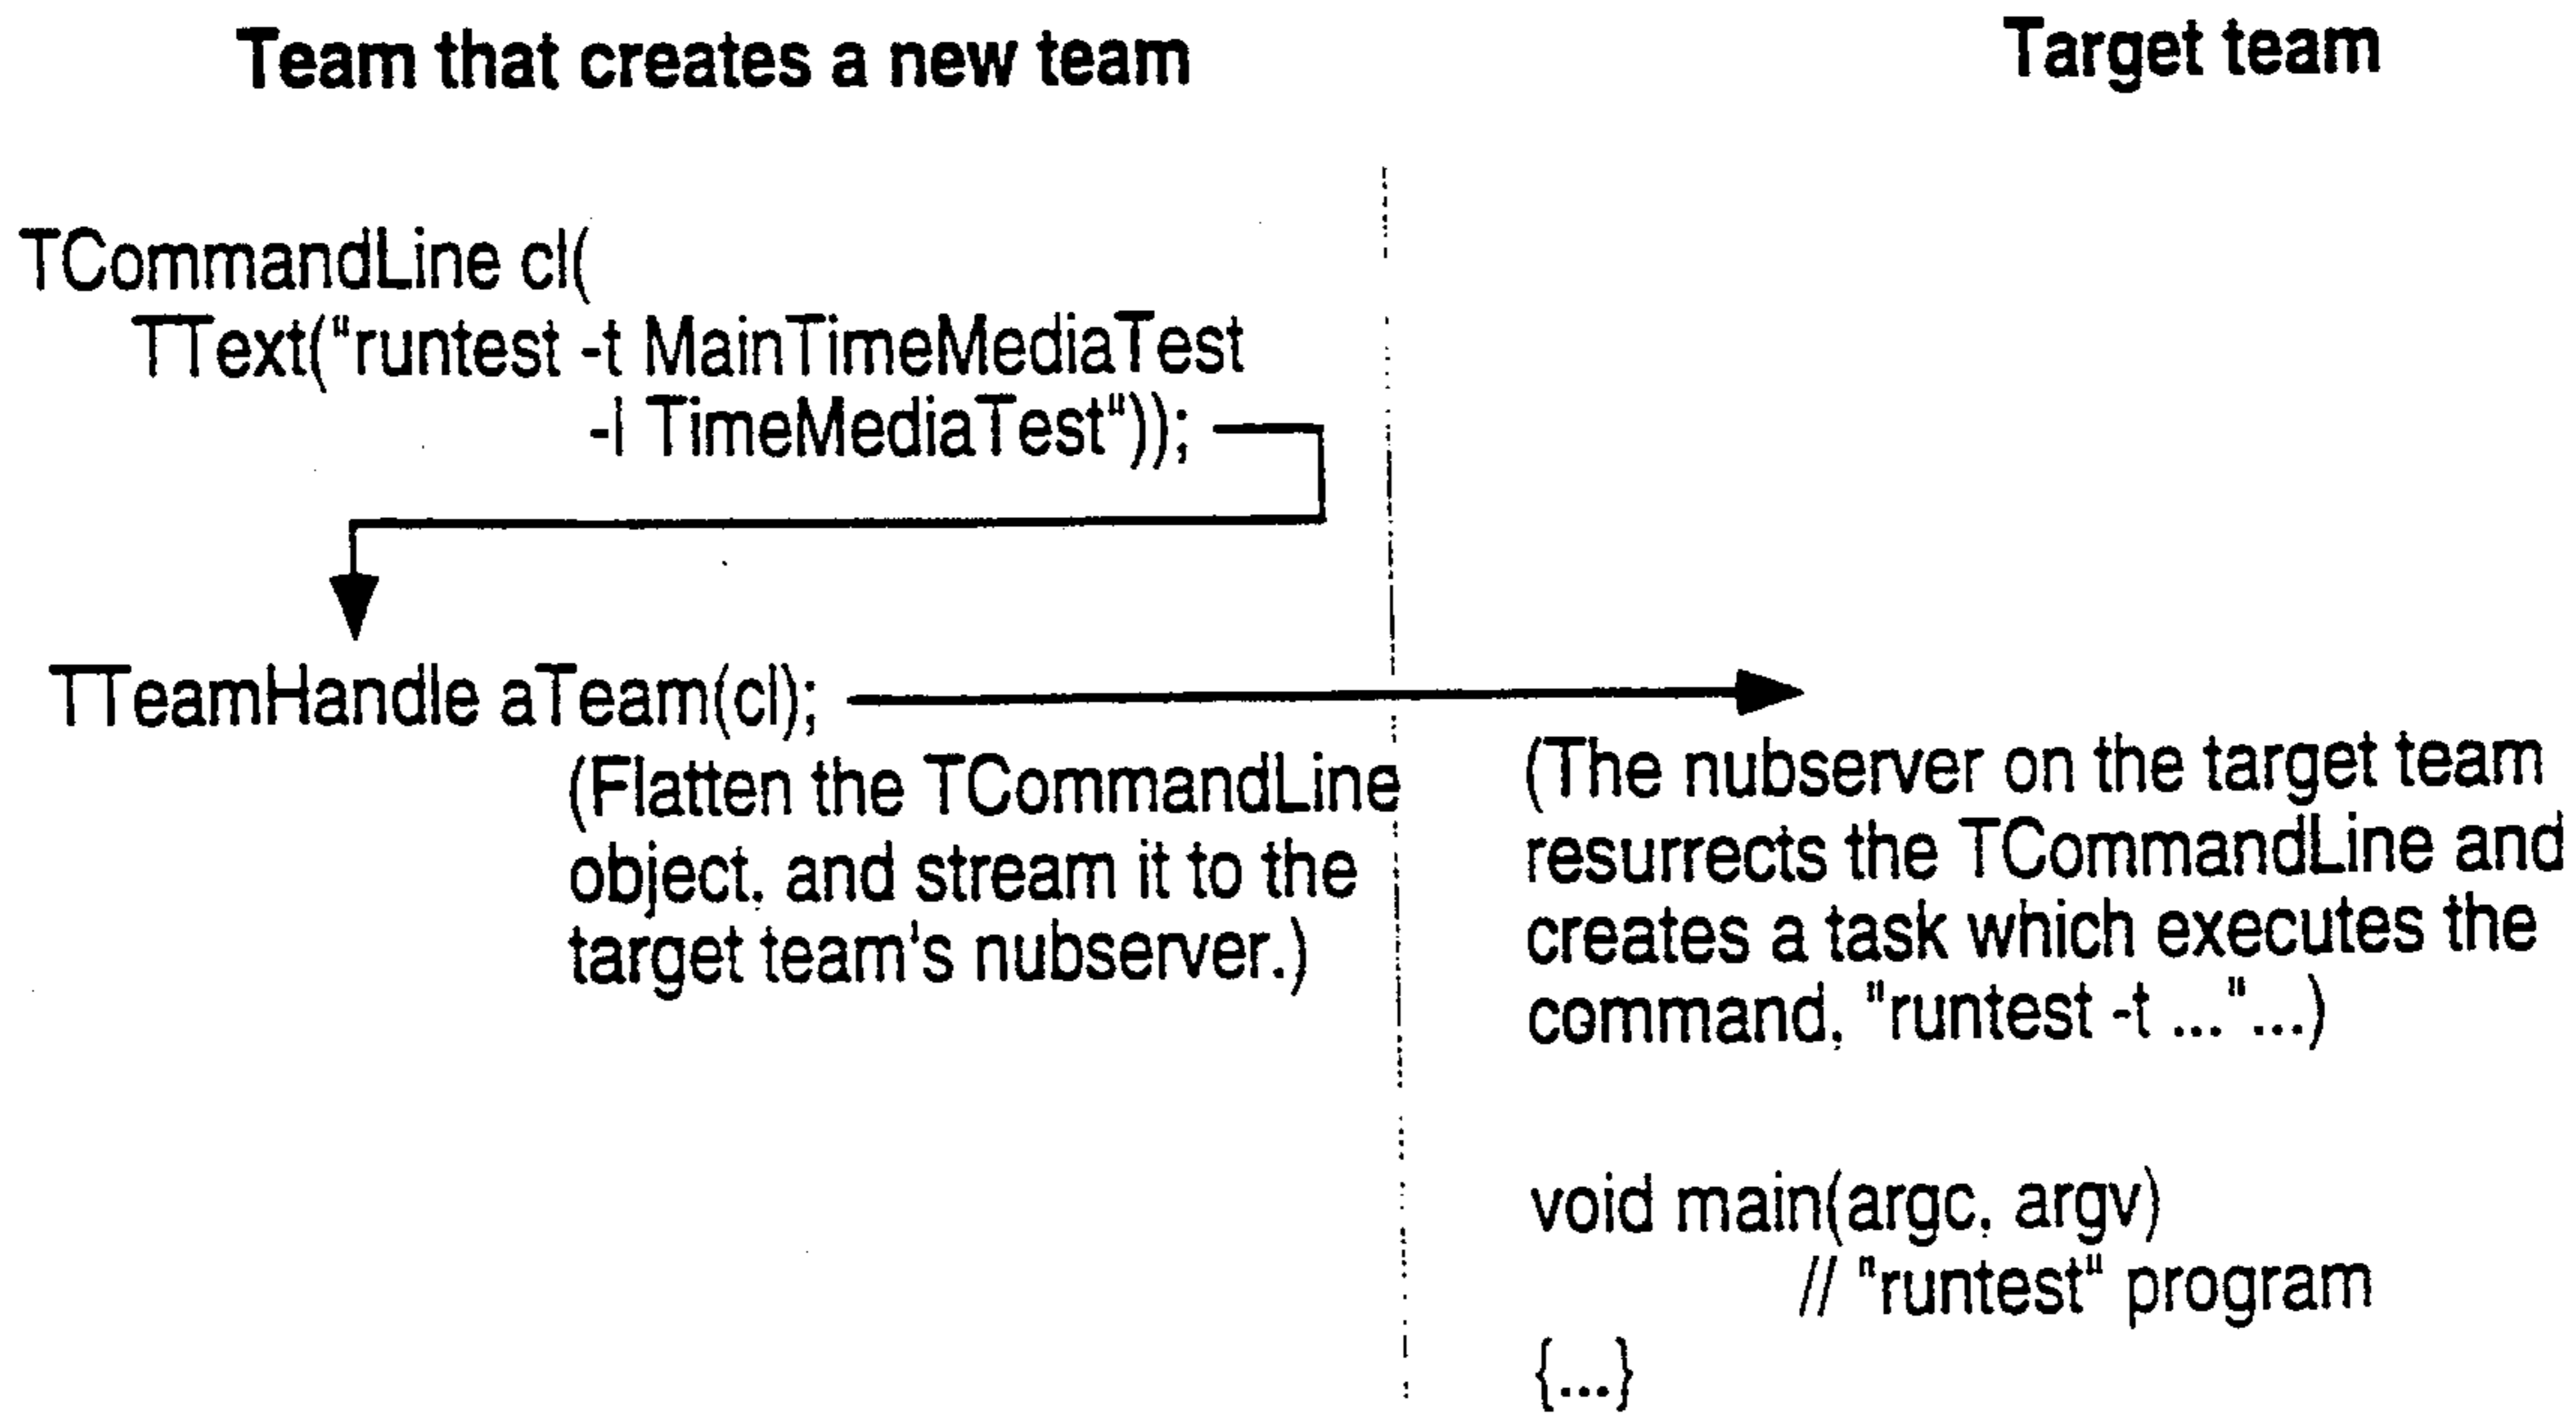 Team that creates a new team
Target team
TCommandLine cl(
TText("runtest -t MainTimeMediaTest
-l TimeMediaTest"));
TTeamHandle aTeam(cl);
(Flatten the TCommandLine
object, and stream it to the
target team's nubserver.)
(The nubserver on the target team
resurrects the TCommandLine and
creates a task which executes the
command, "runtest -t ..."...)
void main(argc, argv)
// "runtest" program
{...}